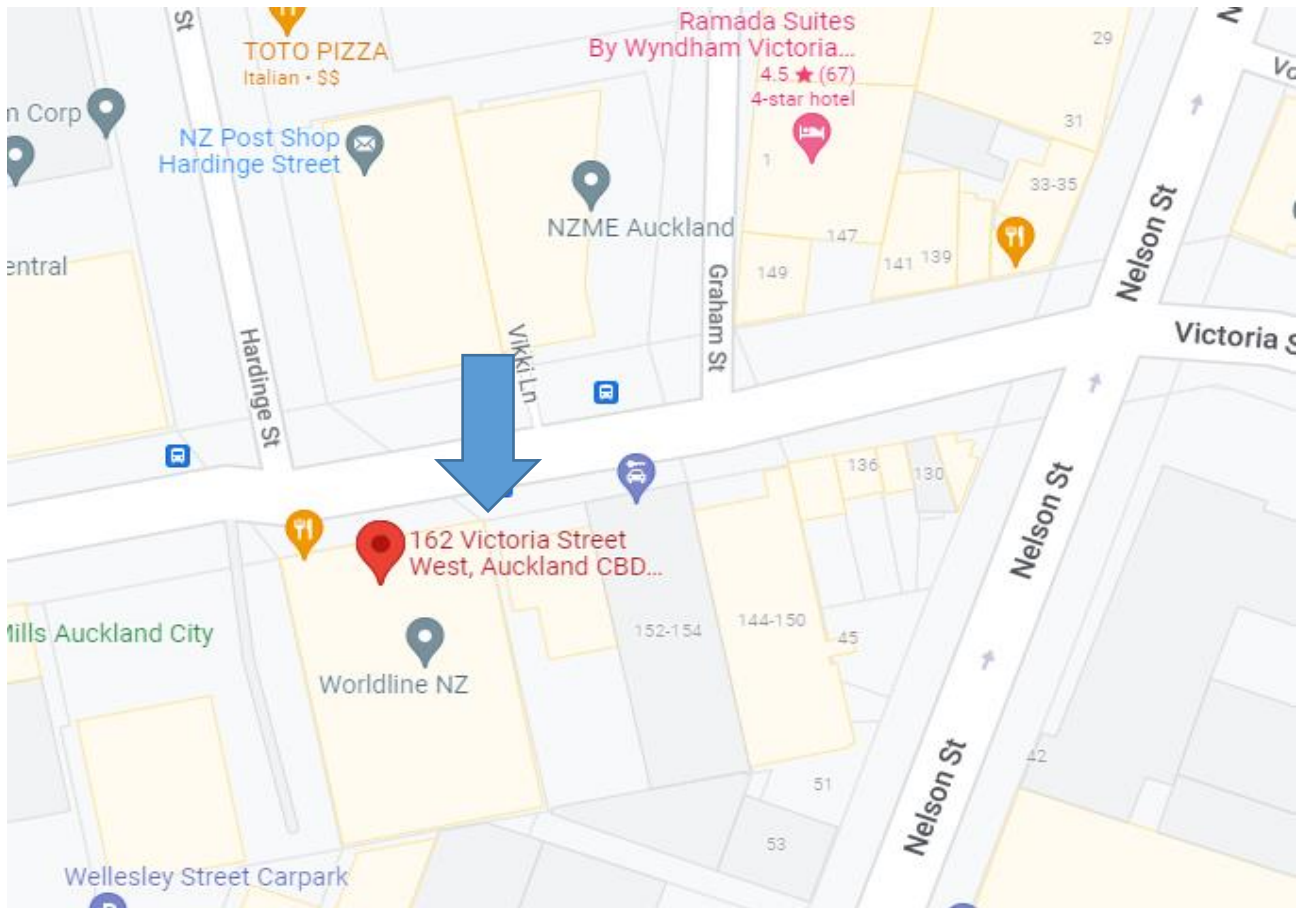 St
TOTO PIZZA
Italian • $$
Ramada Suites
By Wyndham Victoria...
4.5 ★ (67)
4-star hotel
29
Corp
NZ Post Shop
Hardinge Street
31
1
33-35
NZME Auckland
147
141
139
149
Nelson St
entral
Graham St
Hardinge St
Vikki Ln
Victoria S
136
130
162 Victoria Street
West, Auckland CBD...
Nelson St
152-154
144-150
45
Mills Auckland City
Worldline NZ
42
51
Nelson St
53
Wellesley Street Carpark